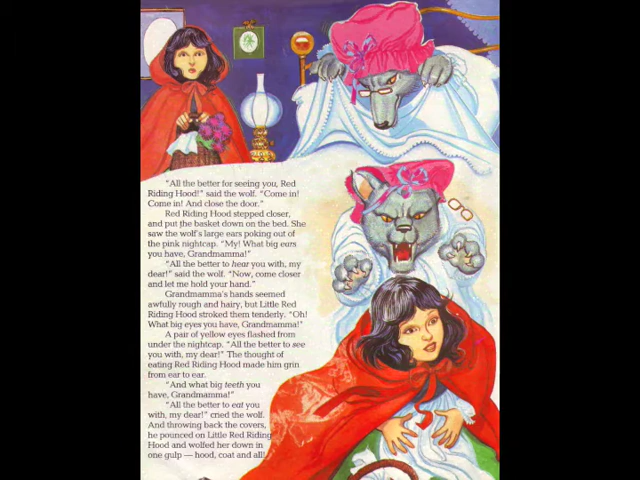 "All the better for seeing you, Red
Riding Hood!" said the wolf. "Come in!
Come in! And close the door."
Red Riding Hood stepped closer,
and put the basket down on the bed. She
saw the wolf's large ears poking out of
the pink nightcap. "My! What big ears
you have, Grandmamma!"
"All the better to hear you with, my
dear!" said the wolf. "Now, come closer
and let me hold your hand."
Grandmamma's hands seemed
awfully rough and hairy, but Little Red
Riding Hood stroked them tenderly. "Oh!
What big eyes you have, Grandmamma!"
A pair of yellow eyes flashed from
under the nightcap. "All the better to see
you with, my dear!" The thought of
eating Red Riding Hood made him grin
from ear to ear.
"And what big teeth you
have, Grandmamma!"
"All the better to eat you
with, my dear!" cried the wolf.
And throwing back the covers,
he pounced on Little Red Riding
Hood and wolfed her down in
one gulp — hood, coat and all!